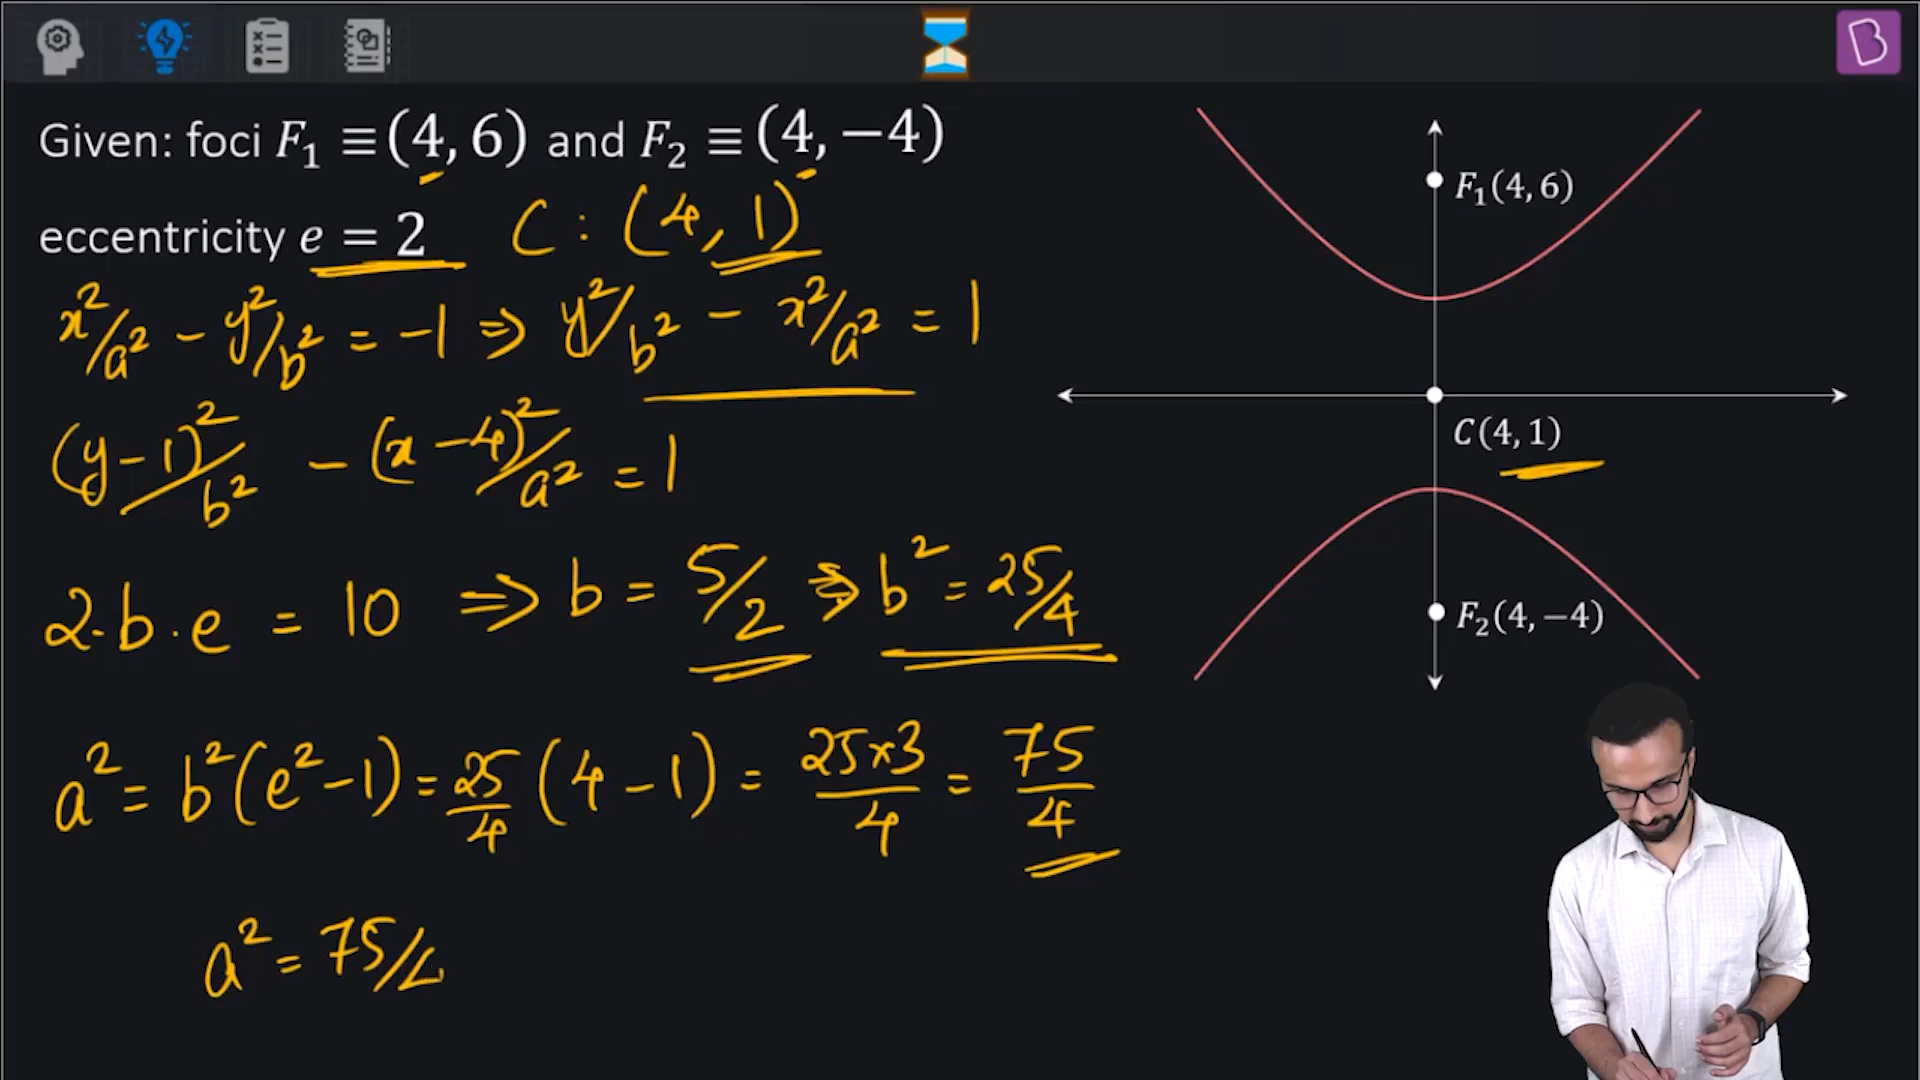 Given: foci F₁ ≡ (4, 6) and F₂ ≡ (4, −4)
eccentricity e = 2 C : (4, 1)
x²/a² − y²/b² = −1 ⇒ y²/b² − x²/a² = 1
(y−1)²/b² − (x−4)²/a² = 1
2·b·e = 10 ⇒ b = 5/2 ⇒ b² = 25/4
a² = b²(e²−1) = 25/4 (4−1) = 25×3/4 = 75/4
a² = 75/4
F₁(4, 6)
C(4, 1)
F₂(4, −4)
B